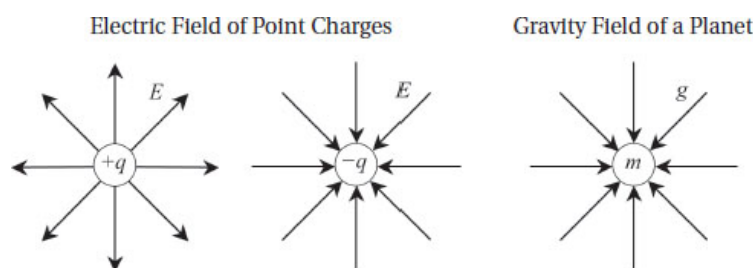 Electric Field of Point Charges
Gravity Field of a Planet
E
E
g
+q
−q
m